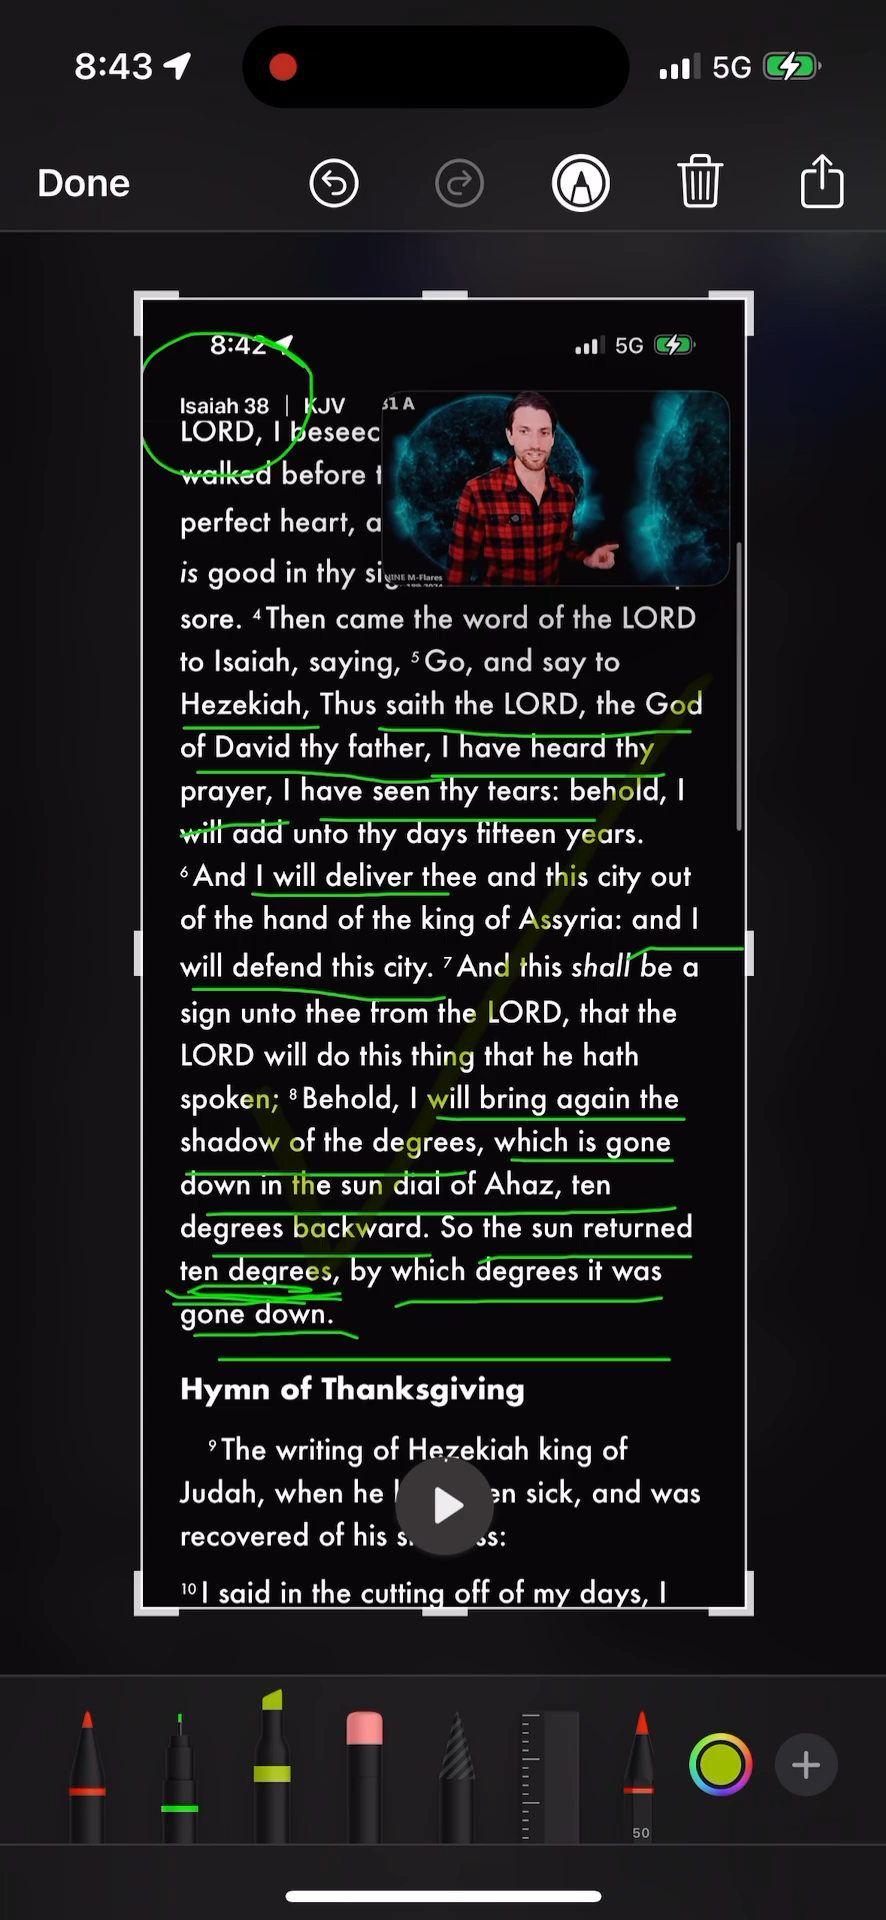 8:43 5G
Done
8:42 5G
Isaiah 38 | KJV
31 A
LORD, I beseec
walked before t
perfect heart, a
is good in thy si
NINE M-Flares
sore. 4 Then came the word of the LORD
to Isaiah, saying, 5 Go, and say to
Hezekiah, Thus saith the LORD, the God
of David thy father, I have heard thy
prayer, I have seen thy tears: behold, I
will add unto thy days fifteen years.
6 And I will deliver thee and this city out
of the hand of the king of Assyria: and I
will defend this city. 7 And this shall be a
sign unto thee from the LORD, that the
LORD will do this thing that he hath
spoken; 8 Behold, I will bring again the
shadow of the degrees, which is gone
down in the sun dial of Ahaz, ten
degrees backward. So the sun returned
ten degrees, by which degrees it was
gone down.
Hymn of Thanksgiving
9 The writing of Hezekiah king of
Judah, when he en sick, and was
recovered of his s ss:
10 I said in the cutting off of my days, I
50